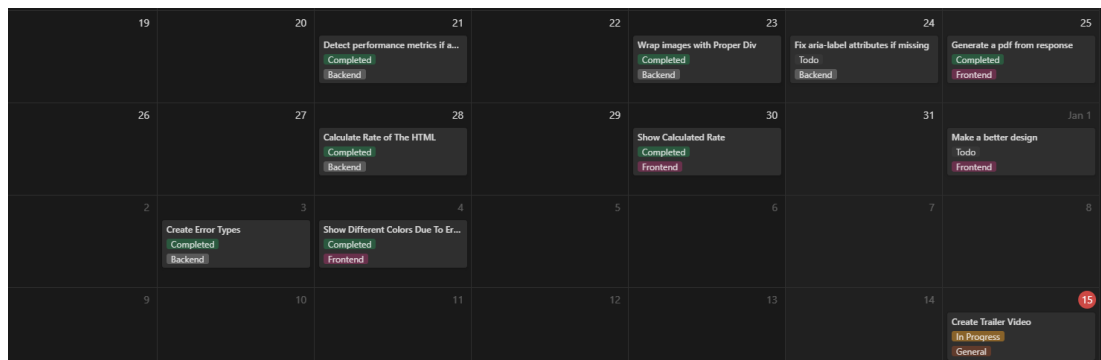 19
20
21
22
23
24
25
Detect performance metrics if a...
Completed
Backend
Wrap images with Proper Div
Completed
Backend
Fix aria-label attributes if missing
Todo
Backend
Generate a pdf from response
Completed
Frontend
26
27
28
29
30
31
Jan 1
Calculate Rate of The HTML
Completed
Backend
Show Calculated Rate
Completed
Frontend
Make a better design
Todo
Frontend
2
3
4
5
6
7
8
Create Error Types
Completed
Backend
Show Different Colors Due To Er...
Completed
Frontend
9
10
11
12
13
14
15
Create Trailer Video
In Progress
General